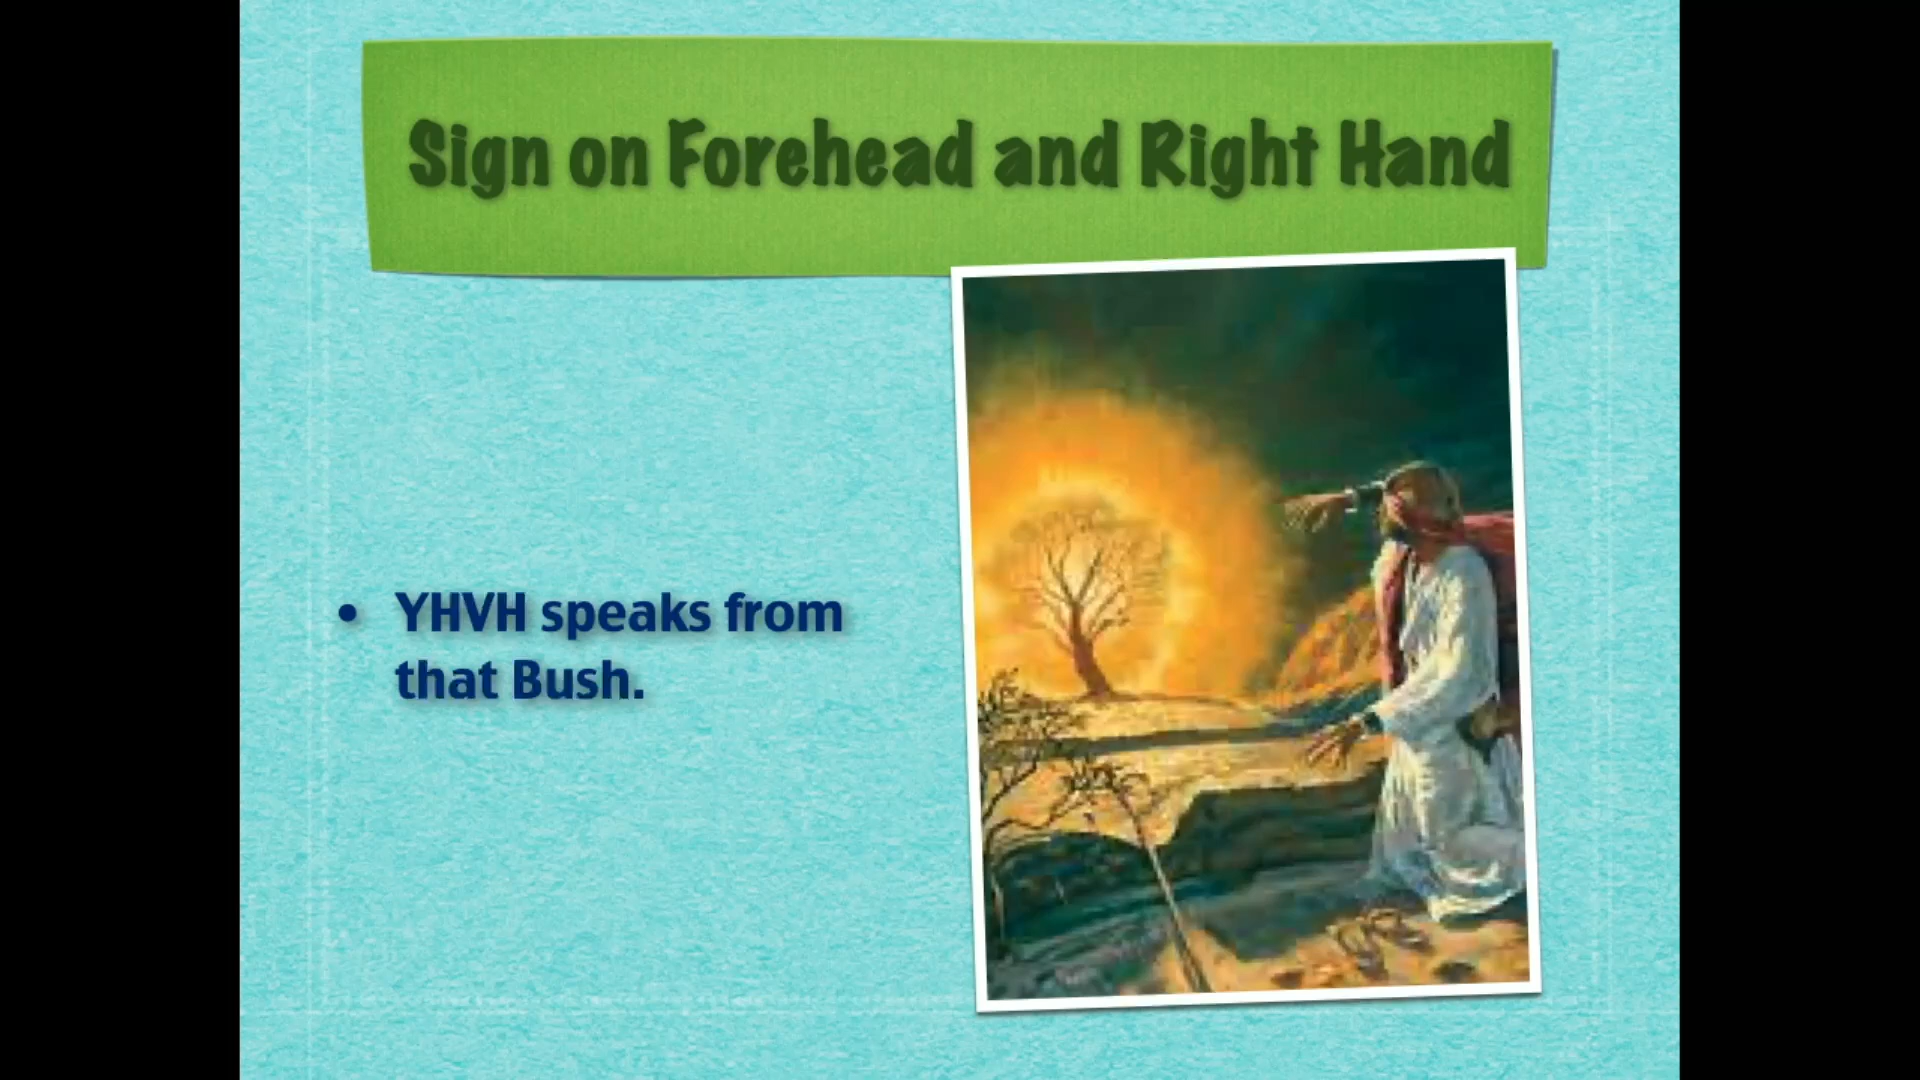 Sign on Forehead and Right Hand
• YHVH speaks from
that Bush.